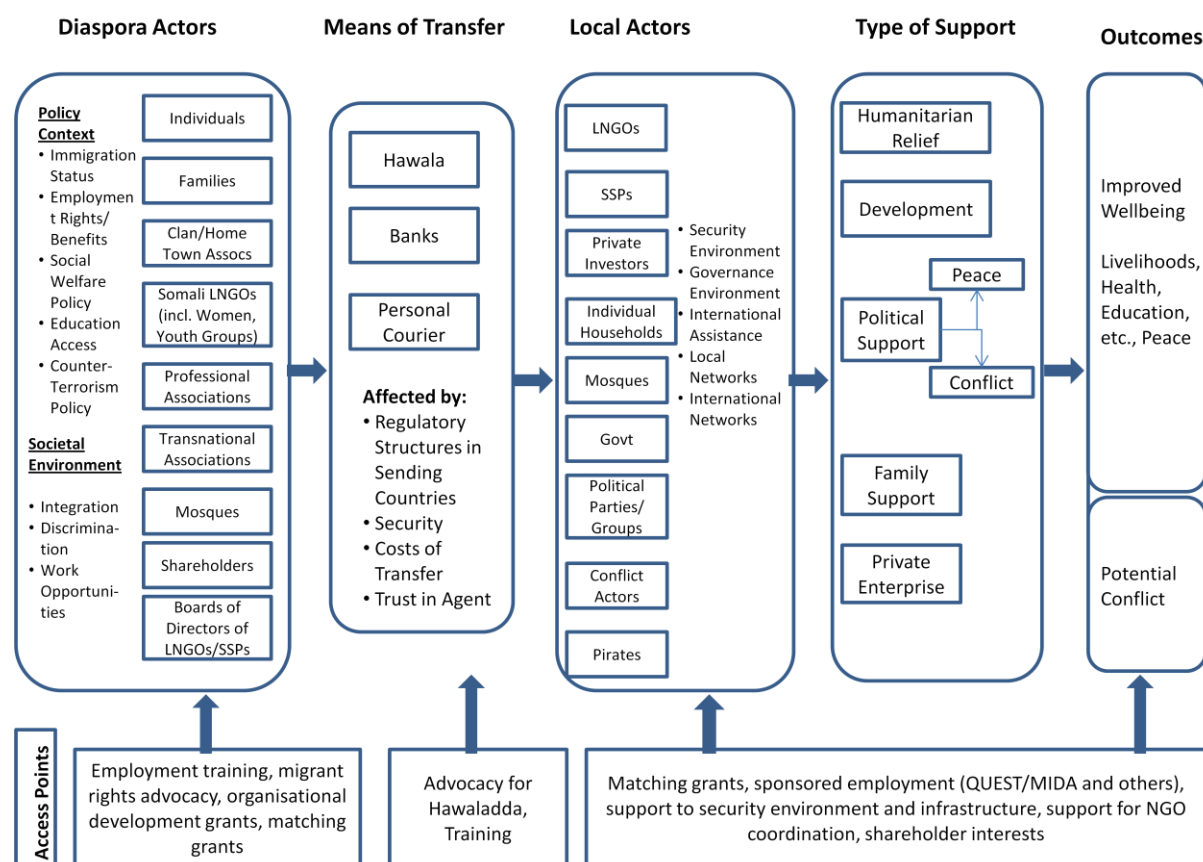 Diaspora Actors
Means of Transfer
Local Actors
Type of Support
Outcomes
Policy
Context
• Immigration
Status
• Employmen
t Rights/
Benefits
• Social
Welfare
Policy
• Education
Access
• Counter-
Terrorism
Policy
Societal
Environment
• Integration
• Discrimina-
tion
• Work
Opportuni-
ties
Individuals
Families
Clan/Home
Town Assocs
Somali LNGOs
(incl. Women,
Youth Groups)
Professional
Associations
Transnational
Associations
Mosques
Shareholders
Boards of
Directors of
LNGOs/SSPs
Hawala
Banks
Personal
Courier
Affected by:
• Regulatory
Structures in
Sending
Countries
• Security
• Costs of
Transfer
• Trust in Agent
LNGOs
SSPs
Private
Investors
Individual
Households
Mosques
Govt
Political
Parties/
Groups
Conflict
Actors
Pirates
• Security
Environment
• Governance
Environment
• International
Assistance
• Local
Networks
• International
Networks
Humanitarian
Relief
Development
Peace
Political
Support
Conflict
Family
Support
Private
Enterprise
Improved
Wellbeing
Livelihoods,
Health,
Education,
etc., Peace
Potential
Conflict
Access Points
Employment training, migrant
rights advocacy, organisational
development grants, matching
grants
Advocacy for
Hawaladda,
Training
Matching grants, sponsored employment (QUEST/MIDA and others),
support to security environment and infrastructure, support for NGO
coordination, shareholder interests